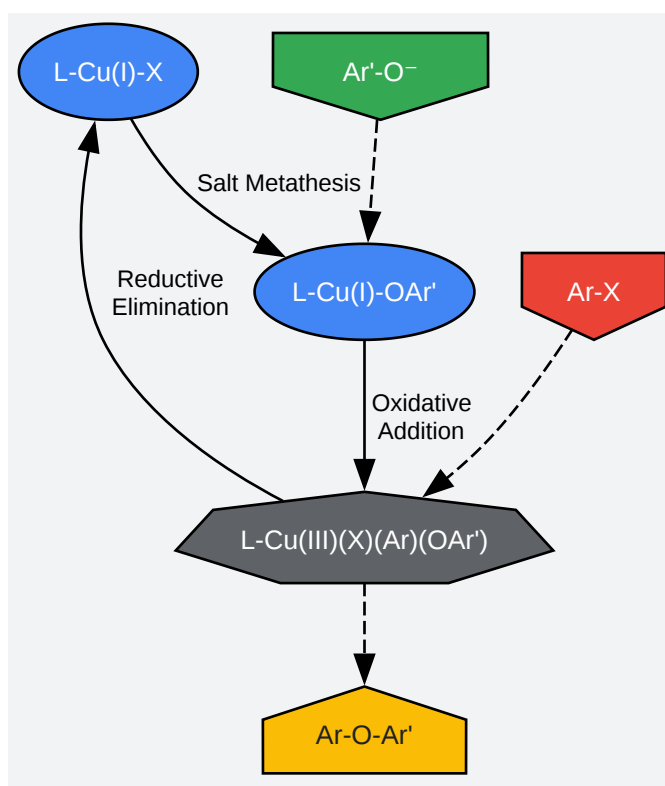 L-Cu(I)-X
Ar'-O⁻
Salt Metathesis
L-Cu(I)-OAr'
Ar-X
Reductive
Elimination
Oxidative
Addition
L-Cu(III)(X)(Ar)(OAr')
Ar-O-Ar'